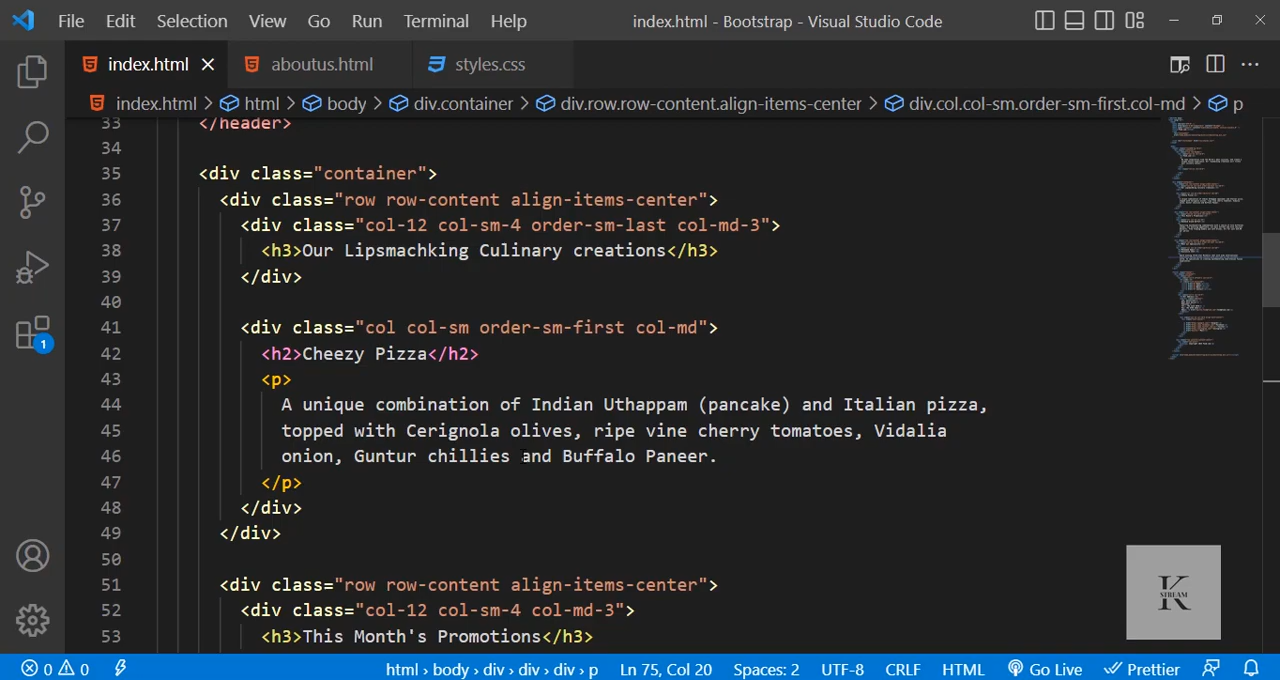 File Edit Selection View Go Run Terminal Help index.html - Bootstrap - Visual Studio Code
index.html aboutus.html styles.css
index.html > html > body > div.container > div.row.row-content.align-items-center > div.col.col-sm.order-sm-first.col-md > p
33 </header>
34
35 <div class="container">
36 <div class="row row-content align-items-center">
37 <div class="col-12 col-sm-4 order-sm-last col-md-3">
38 <h3>Our Lipsmachking Culinary creations</h3>
39 </div>
40
41 <div class="col col-sm order-sm-first col-md">
42 <h2>Cheezy Pizza</h2>
43 <p>
44 A unique combination of Indian Uthappam (pancake) and Italian pizza,
45 topped with Cerignola olives, ripe vine cherry tomatoes, Vidalia
46 onion, Guntur chillies and Buffalo Paneer.
47 </p>
48 </div>
49 </div>
50
51 <div class="row row-content align-items-center">
52 <div class="col-12 col-sm-4 col-md-3">
53 <h3>This Month's Promotions</h3>
1
K
STREAM
0 0 html › body › div › div › div › p Ln 75, Col 20 Spaces: 2 UTF-8 CRLF HTML Go Live Prettier